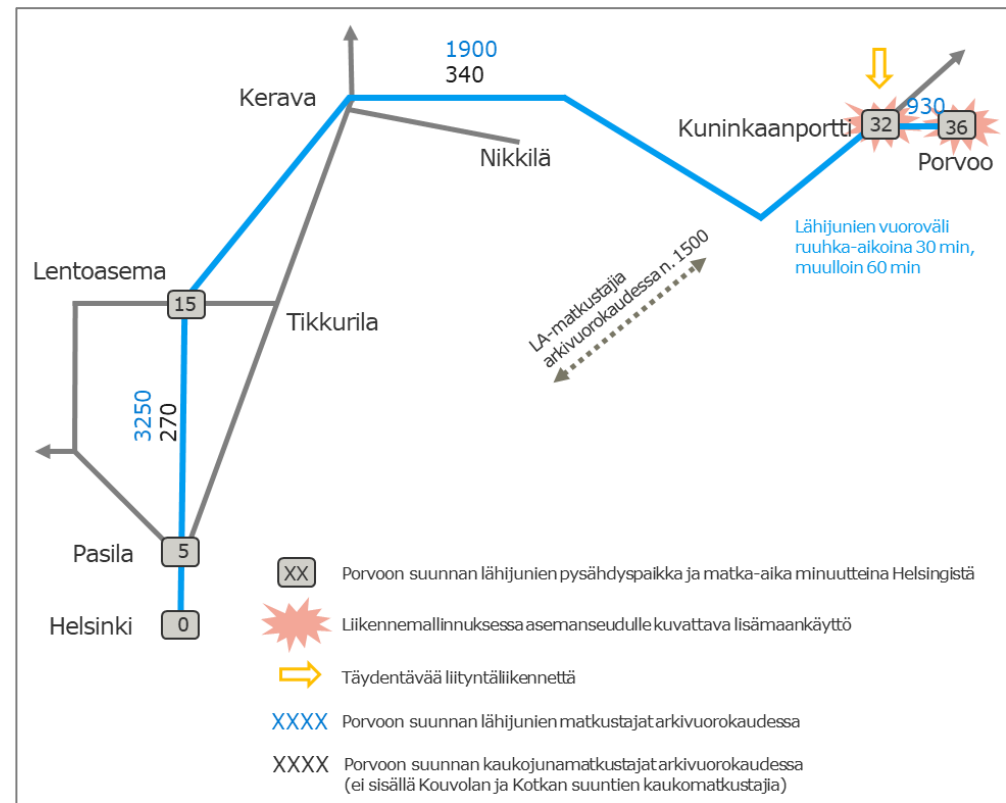 1900
340
Kerava
Nikkilä
Kuninkaanportti
32
930
36
Porvoo
Lähijunien vuoroväli
ruuhka-aikoina 30 min,
muulloin 60 min
LA-matkustajia
arkivuorokaudessa n. 1500
Lentoasema
15
Tikkurila
3250
270
Pasila
5
Helsinki
0
XX Porvoon suunnan lähijunien pysähdyspaikka ja matka-aika minuutteina Helsingistä
Liikennemallinnuksessa asemanseudulle kuvattava lisämaankäyttö
Täydentävää liityntäliikennettä
XXXX Porvoon suunnan lähijunien matkustajat arkivuorokaudessa
XXXX Porvoon suunnan kaukojunamatkustajat arkivuorokaudessa
(ei sisällä Kouvolan ja Kotkan suuntien kaukomatkustajia)